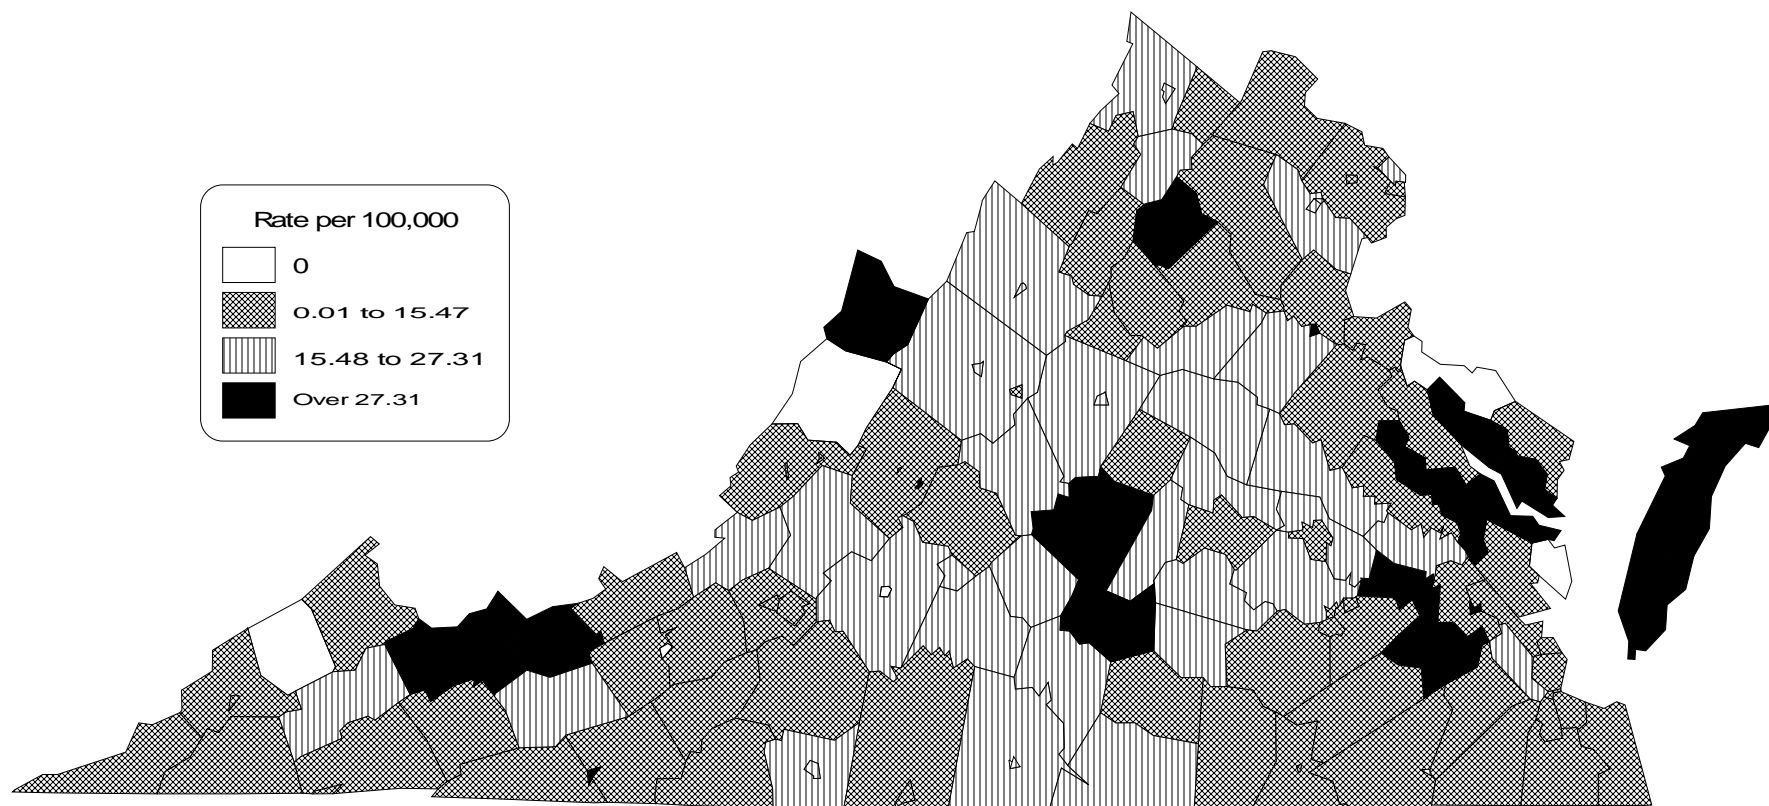 Rate per 100,000
0
0.01 to 15.47
15.48 to 27.31
Over 27.31